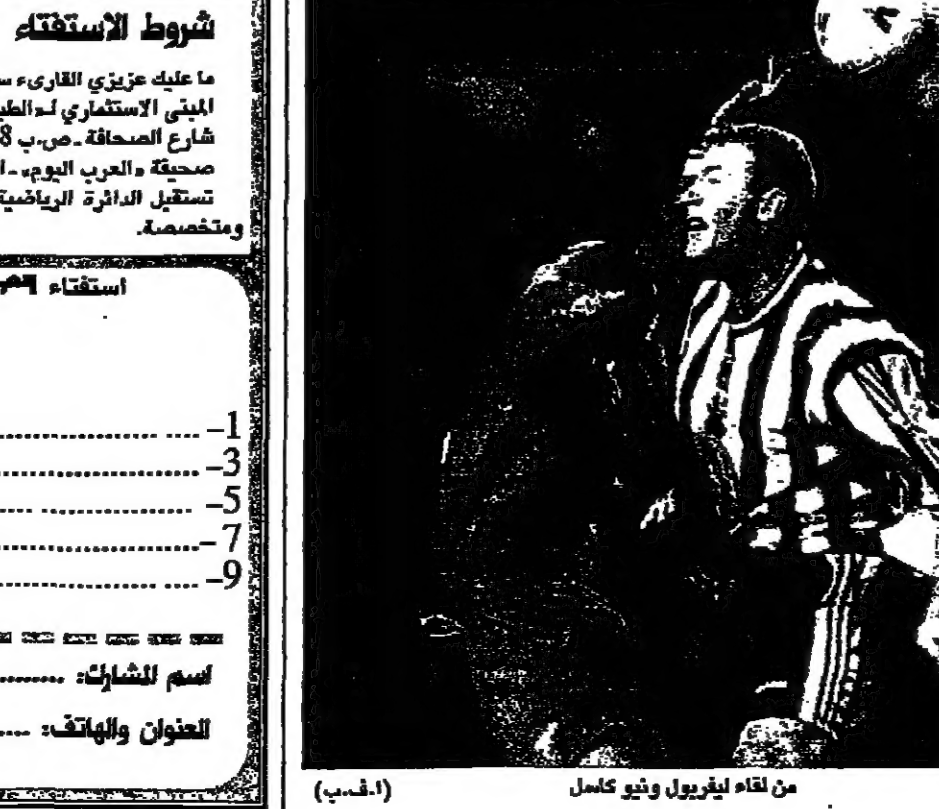 شروط الاستفتاء
ما عليك عزيزي القارىء
المبنى الاستثماري
شارع الصحافة ـ ص.ب 8
صحيفة «العرب اليوم» ـ
تستقبل الدائرة الرياضية
ومتخصصة.
استفتاء
1– ....................
3– ....................
5– ....................
7– ....................
9– ....................
اسم المشارك: .........
العنوان والهاتف: ....
من لقاء ليفربول ونيو كاسل
(ا.ف.ب)